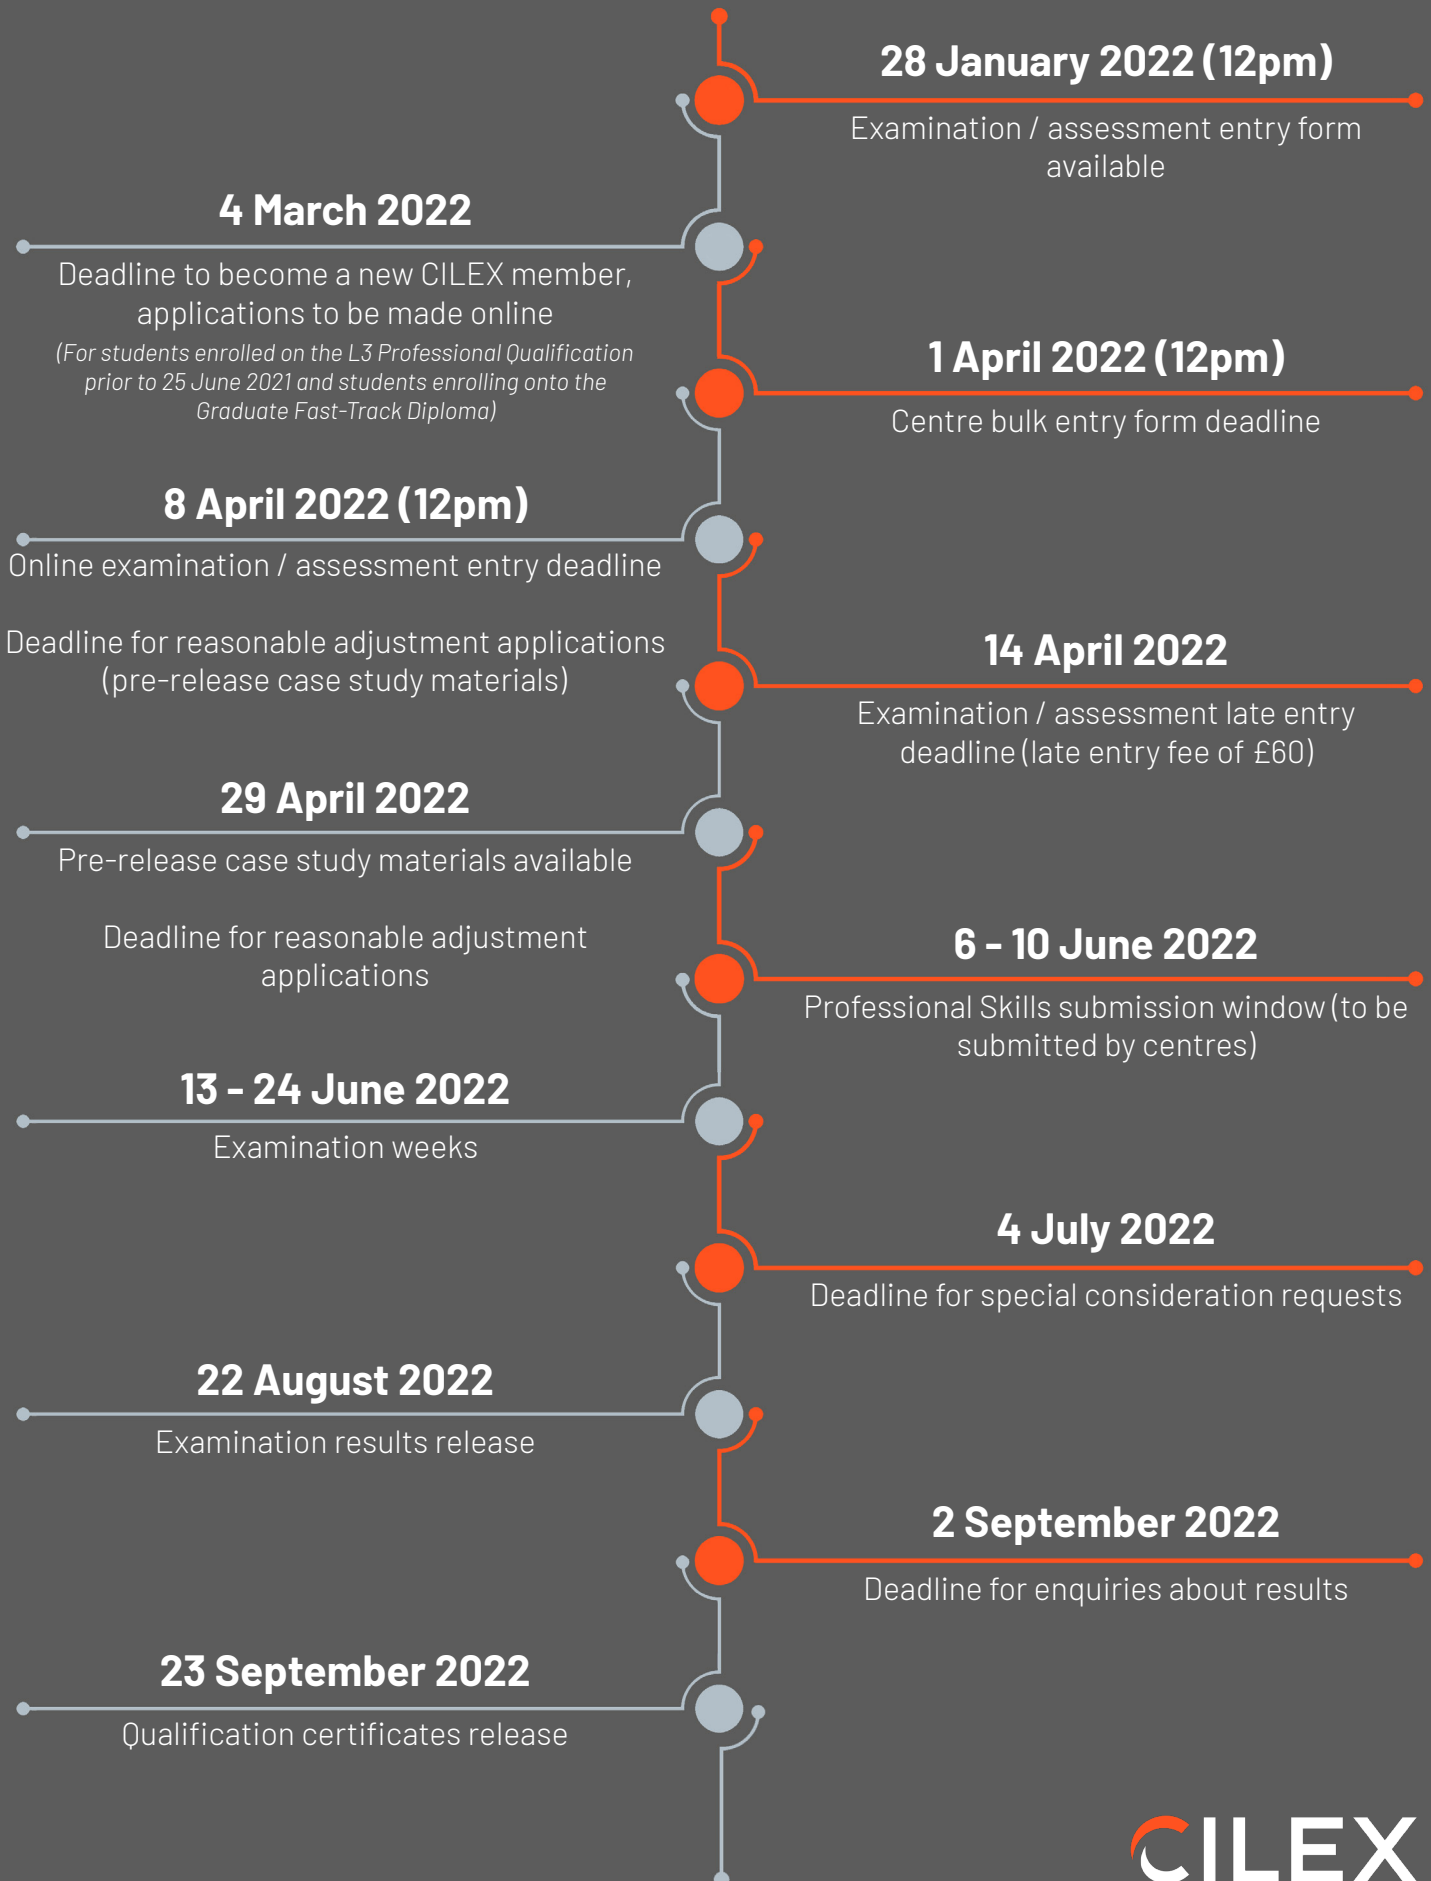 28 January 2022 (12pm)
Examination / assessment entry form
available
4 March 2022
Deadline to become a new CILEX member,
applications to be made online
(For students enrolled on the L3 Professional Qualification
prior to 25 June 2021 and students enrolling onto the
Graduate Fast-Track Diploma)
1 April 2022 (12pm)
Centre bulk entry form deadline
8 April 2022 (12pm)
Online examination / assessment entry deadline
Deadline for reasonable adjustment applications
(pre-release case study materials)
14 April 2022
Examination / assessment late entry
deadline (late entry fee of £60)
29 April 2022
Pre-release case study materials available
Deadline for reasonable adjustment
applications
6 - 10 June 2022
Professional Skills submission window (to be
submitted by centres)
13 - 24 June 2022
Examination weeks
4 July 2022
Deadline for special consideration requests
22 August 2022
Examination results release
2 September 2022
Deadline for enquiries about results
23 September 2022
Qualification certificates release
CILEX